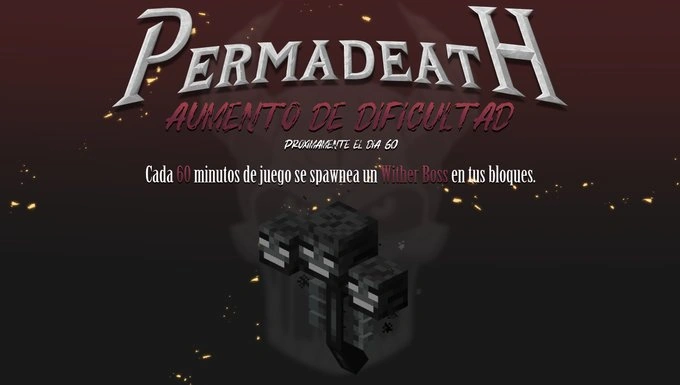 PERMADEATH
AUMENTO DE DIFICULTAD
PRÓXIMAMENTE EL DIA 60
Cada 60 minutos de juego se spawnea un Wither Boss en tus bloques.